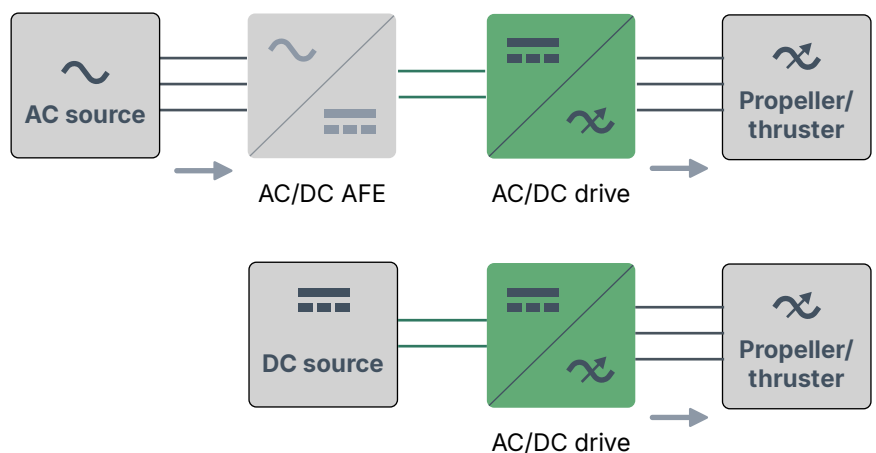 AC source
Propeller/
thruster
AC/DC AFE
AC/DC drive
DC source
Propeller/
thruster
AC/DC drive